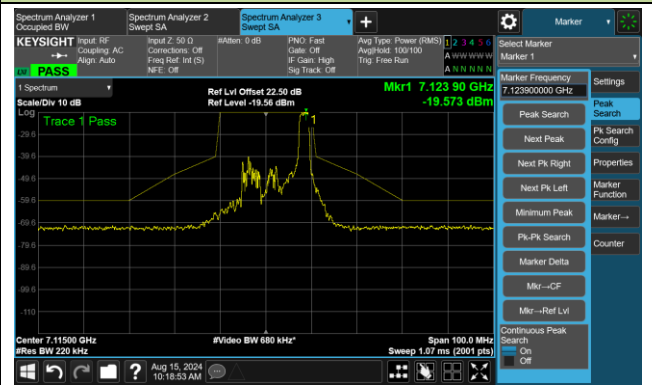 Spectrum Analyzer 1
Occupied BW
Spectrum Analyzer 2
Swept SA
Spectrum Analyzer 3
Swept SA
Marker
KEYSIGHT
Input: RF
Coupling: AC
Align: Auto
Input Z: 50 Ω
Corrections: Off
Freq Ref: Int (S)
NFE: Off
#Atten: 0 dB
PNO: Fast
Gate: Off
IF Gain: High
Sig Track: Off
Avg Type: Power (RMS)
Avg|Hold: 100/100
Trig: Free Run
1 2 3 4 5 6
A W W W W W
A N N N N N
PASS
Select Marker
Marker 1
1 Spectrum
Scale/Div 10 dB
Ref Lvl Offset 22.50 dB
Ref Level -19.56 dBm
Mkr1 7.123 90 GHz
-19.573 dBm
Log
Trace 1 Pass
1
-29.6
-39.6
-49.6
-59.6
-69.6
-79.6
-89.6
-99.6
-110
Center 7.11500 GHz
#Res BW 220 kHz
#Video BW 680 kHz*
Span 100.0 MHz
Sweep 1.07 ms (2001 pts)
Marker Frequency
7.123900000 GHz
Peak Search
Next Peak
Next Pk Right
Next Pk Left
Minimum Peak
Pk-Pk Search
Marker Delta
Mkr→CF
Mkr→Ref Lvl
Continuous Peak
Search
On
Off
Settings
Peak
Search
Pk Search
Config
Properties
Marker
Function
Marker→
Counter
Aug 15, 2024
10:18:53 AM